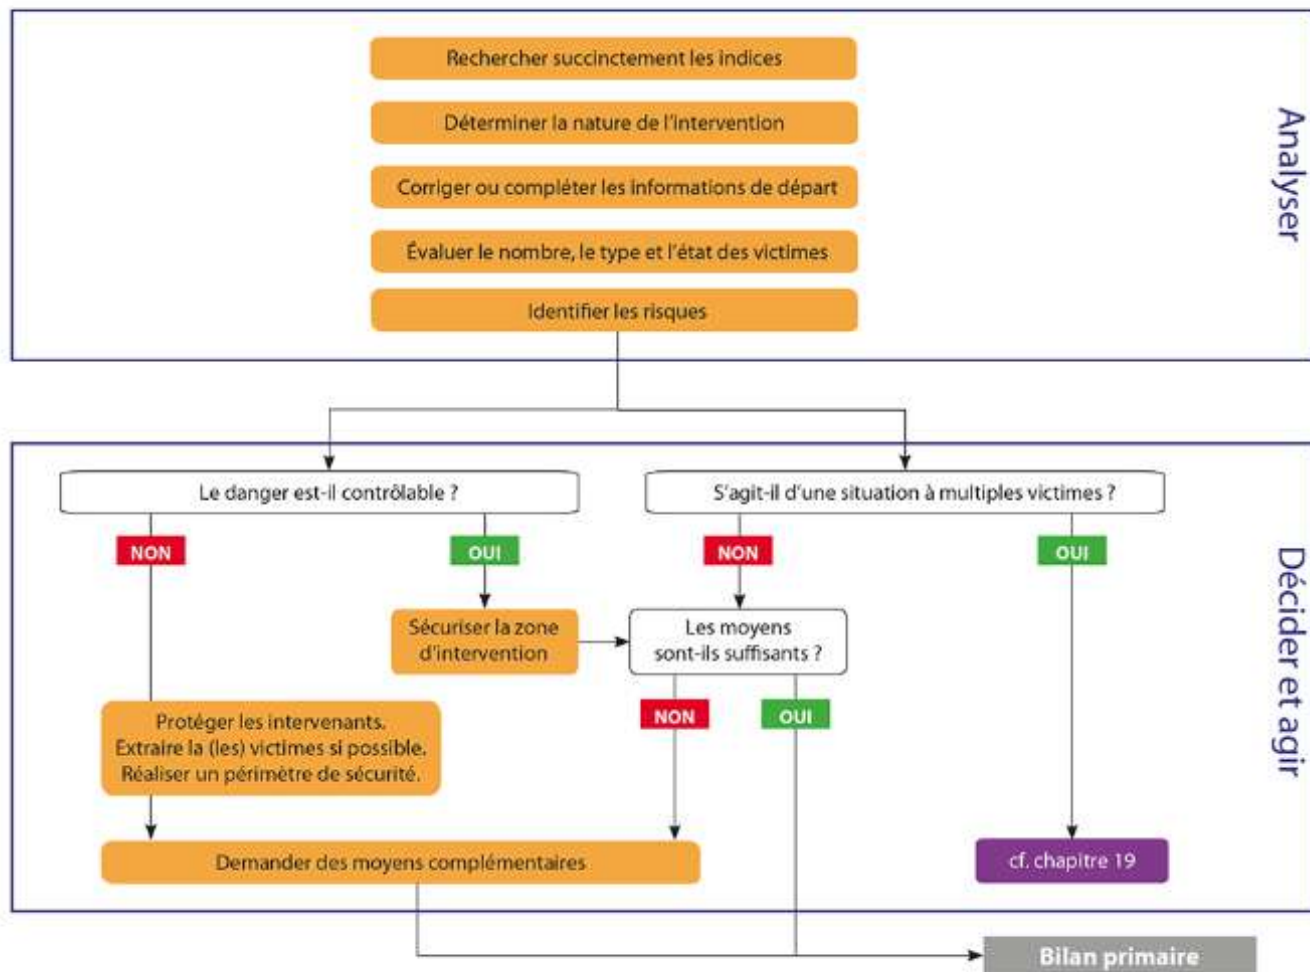 Analyser
Rechercher succinctement les indices
Déterminer la nature de l'intervention
Corriger ou compléter les informations de départ
Évaluer le nombre, le type et l'état des victimes
Identifier les risques
Décider et agir
Le danger est-il contrôlable ?
S'agit-il d'une situation à multiples victimes ?
NON
OUI
NON
OUI
Sécuriser la zone
d'intervention
Les moyens
sont-ils suffisants ?
NON
OUI
Protéger les intervenants.
Extraire la (les) victimes si possible.
Réaliser un périmètre de sécurité.
Demander des moyens complémentaires
cf. chapitre 19
Bilan primaire